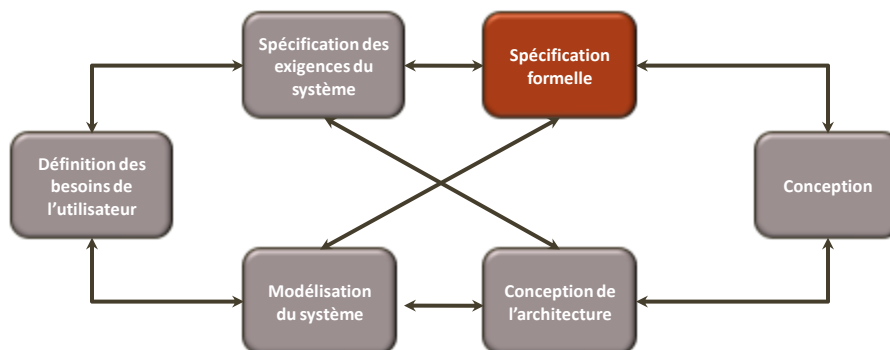 Spécification des
exigences du
système
Spécification
formelle
Définition des
besoins de
l'utilisateur
Conception
Modélisation
du système
Conception de
l'architecture